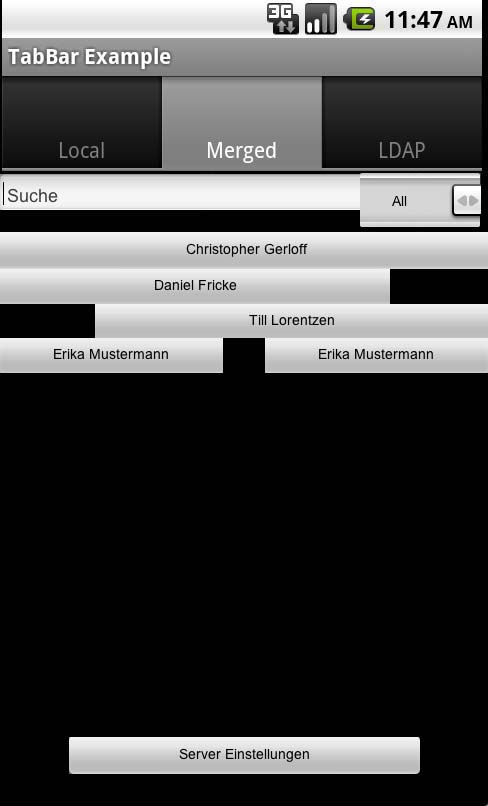 3G 11:47 AM
TabBar Example
Local Merged LDAP
Suche All
Christopher Gerloff
Daniel Fricke
Till Lorentzen
Erika Mustermann Erika Mustermann
Server Einstellungen